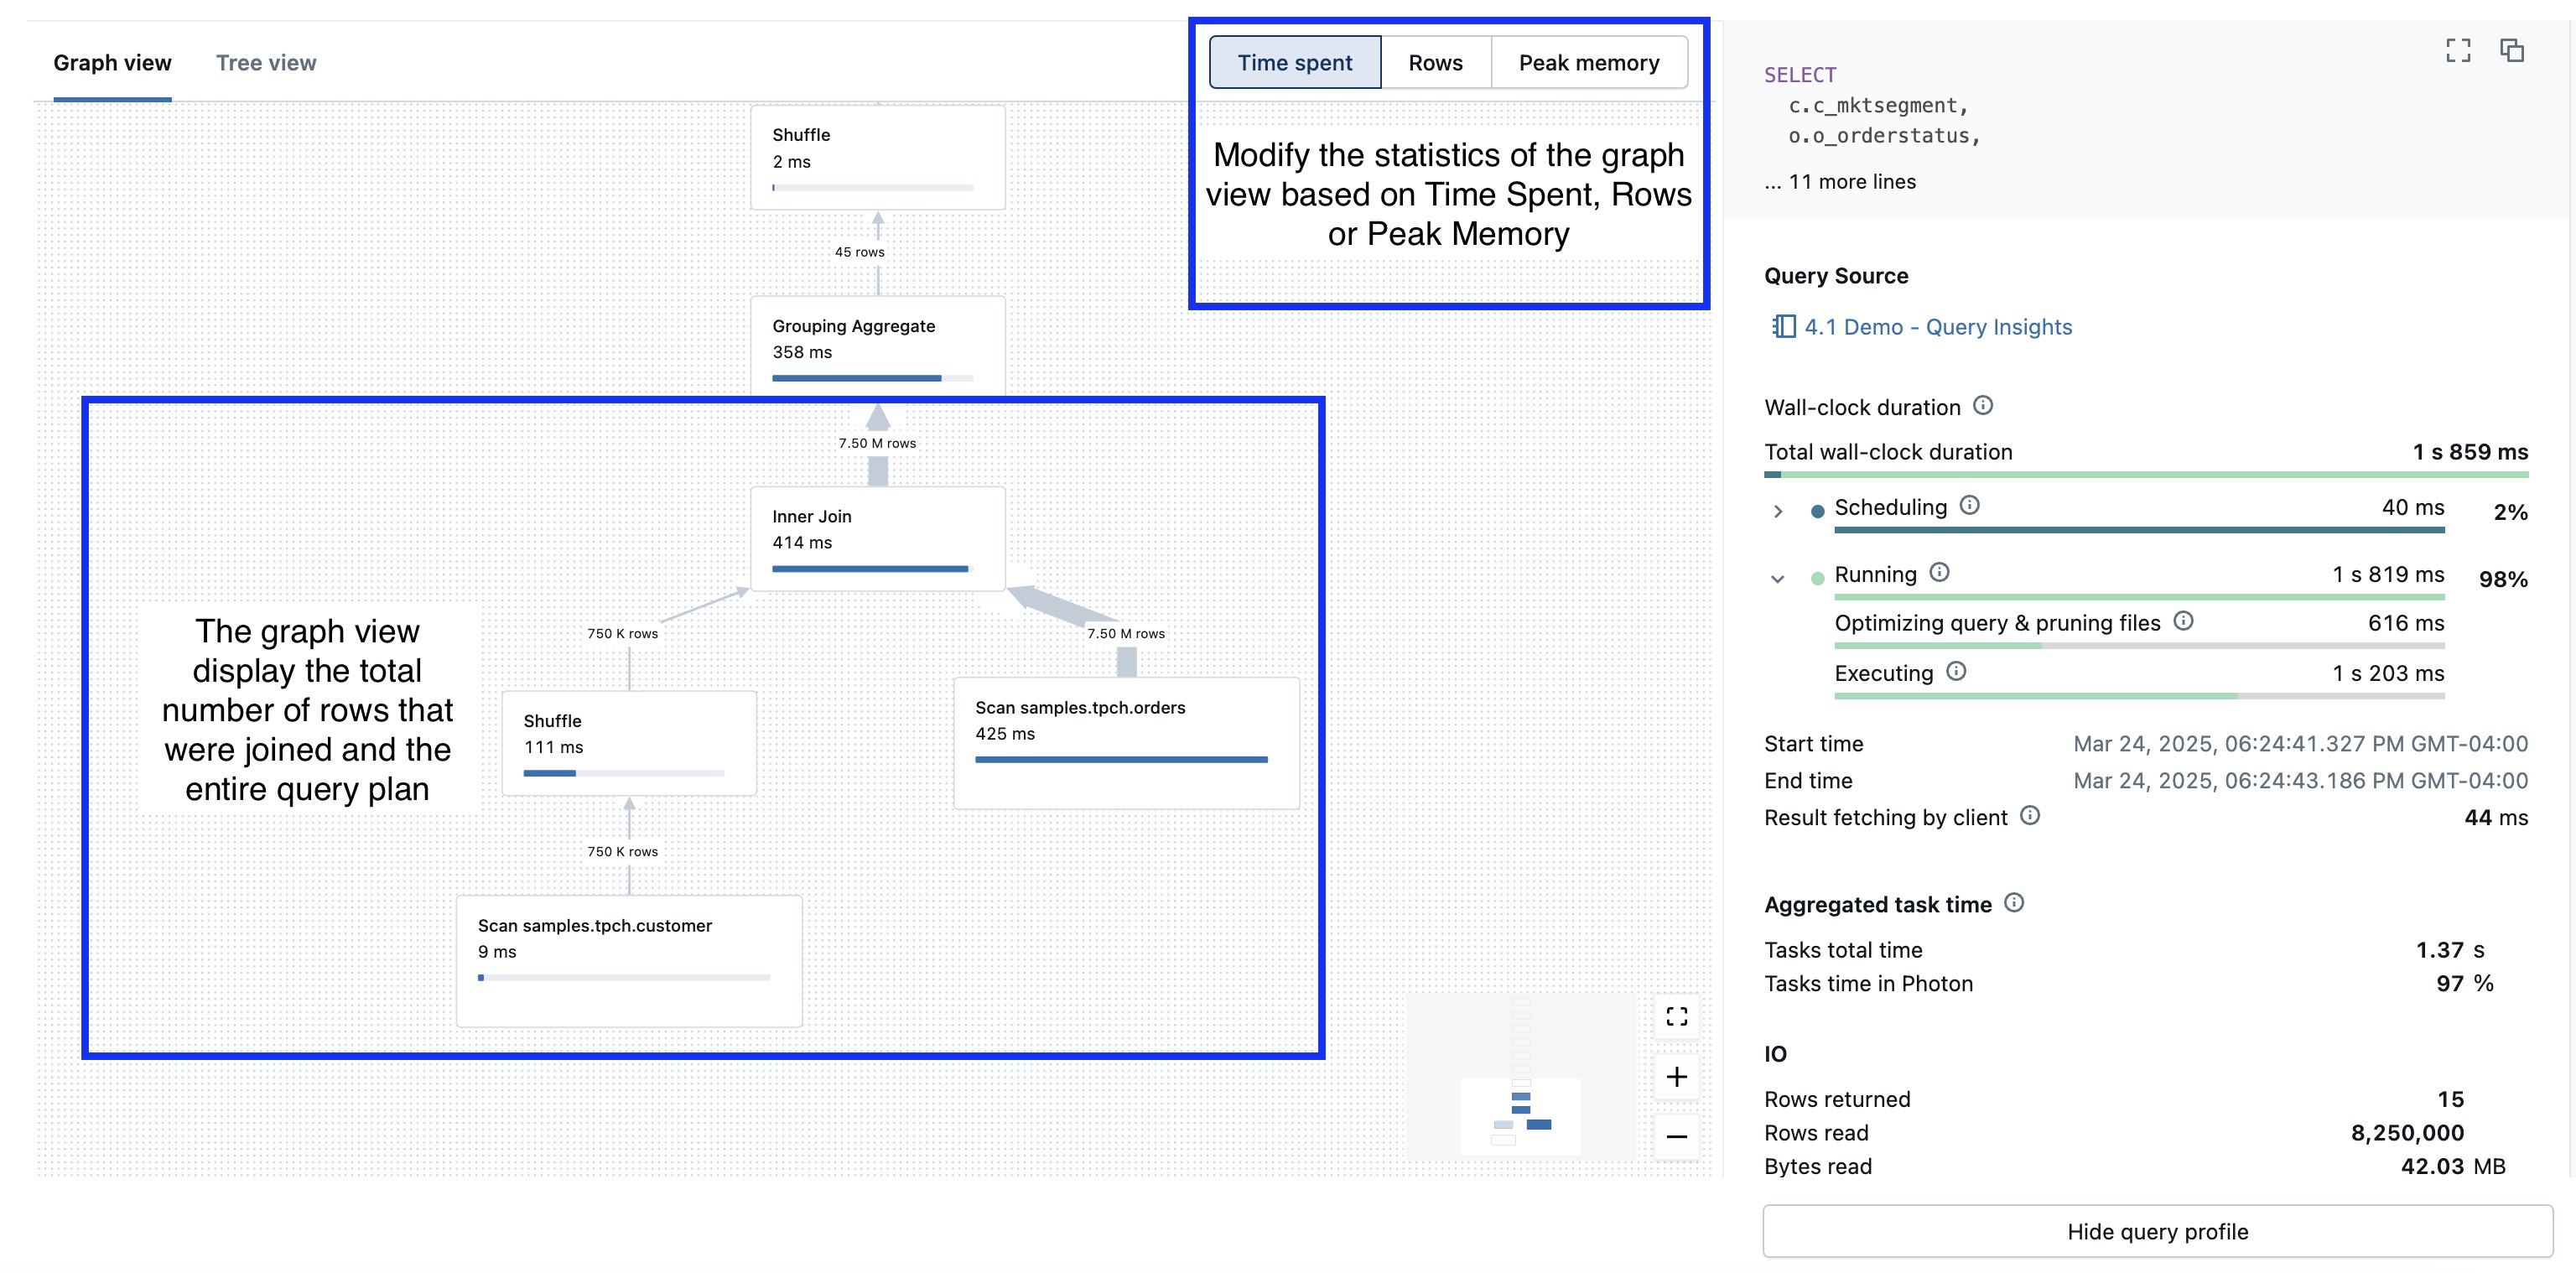 Graph view
Tree view
Time spent
Rows
Peak memory
Modify the statistics of the graph
view based on Time Spent, Rows
or Peak Memory
Shuffle
2 ms
45 rows
Grouping Aggregate
358 ms
7.50 M rows
Inner Join
414 ms
750 K rows
7.50 M rows
The graph view
display the total
number of rows that
were joined and the
entire query plan
Shuffle
111 ms
Scan samples.tpch.orders
425 ms
750 K rows
Scan samples.tpch.customer
9 ms
SELECT
c.c_mktsegment,
o.o_orderstatus,
... 11 more lines
Query Source
4.1 Demo - Query Insights
Wall-clock duration
Total wall-clock duration 1 s 859 ms
Scheduling 40 ms 2%
Running 1 s 819 ms 98%
Optimizing query & pruning files 616 ms
Executing 1 s 203 ms
Start time Mar 24, 2025, 06:24:41.327 PM GMT-04:00
End time Mar 24, 2025, 06:24:43.186 PM GMT-04:00
Result fetching by client 44 ms
Aggregated task time
Tasks total time 1.37 s
Tasks time in Photon 97 %
IO
Rows returned 15
Rows read 8,250,000
Bytes read 42.03 MB
Hide query profile